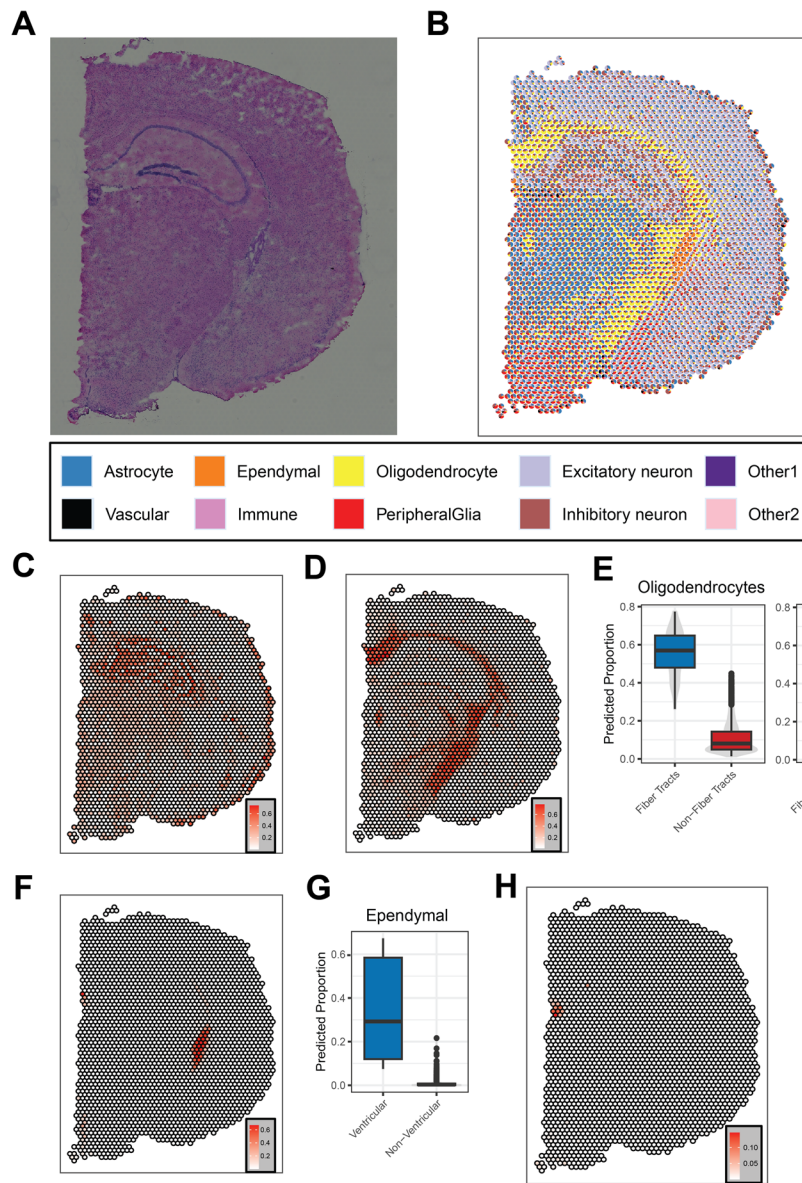 A
B
Astrocyte
Ependymal
Oligodendrocyte
Excitatory neuron
Other1
Vascular
Immune
PeripheralGlia
Inhibitory neuron
Other2
C
0.6
0.4
0.2
D
0.6
0.4
0.2
E
Oligodendrocytes
Predicted Proportion
0.8
0.6
0.4
0.2
0.0
Fiber Tracts
Non-Fiber Tracts
0.8
0.6
0.4
0.2
0.0
F
0.6
0.4
0.2
G
Ependymal
Predicted Proportion
0.6
0.4
0.2
0.0
Ventricular
Non-Ventricular
H
0.10
0.05